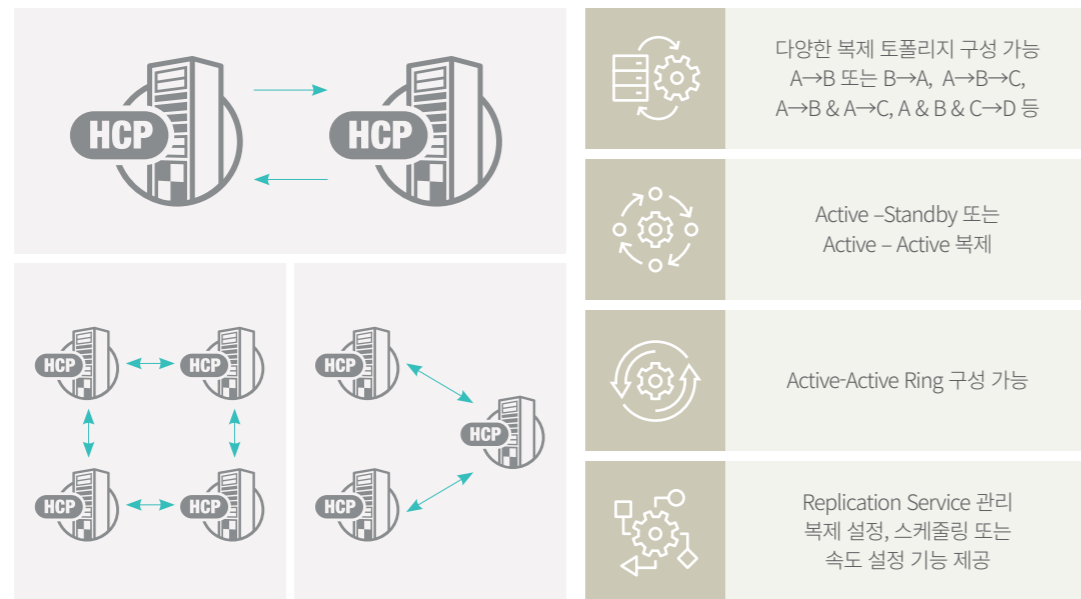 HCP
HCP
HCP
HCP
HCP
HCP
HCP
HCP
HCP
다양한 복제 토폴리지 구성 가능
A→B 또는 B→A, A→B→C,
A→B & A→C, A & B & C→D 등
Active –Standby 또는
Active – Active 복제
Active-Active Ring 구성 가능
Replication Service 관리
복제 설정, 스케줄링 또는
속도 설정 기능 제공